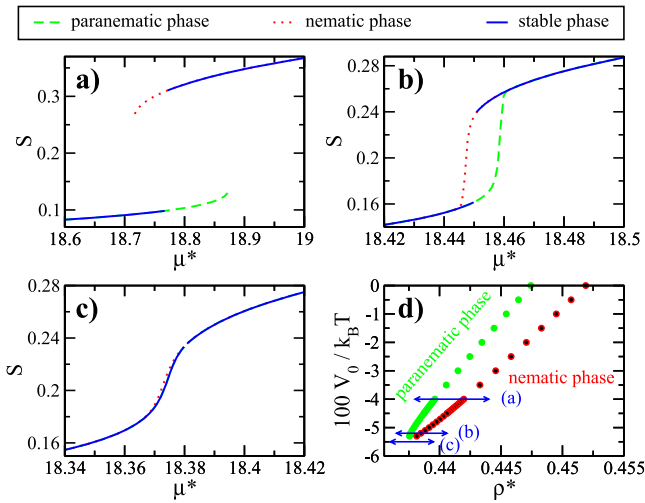 paranematic phase nematic phase stable phase
a)
S
0.3
0.2
0.1
18.6 18.7 18.8 18.9 19
μ*
b)
S
0.28
0.24
0.2
0.16
18.42 18.44 18.46 18.48 18.5
μ*
c)
S
0.28
0.24
0.2
0.16
18.34 18.36 18.38 18.4 18.42
μ*
d)
100 V0 / kBT
0
-1
-2
-3
-4
-5
-6
paranematic phase
nematic phase
(a)
(b)
(c)
0.44 0.445 0.45 0.455
ρ*